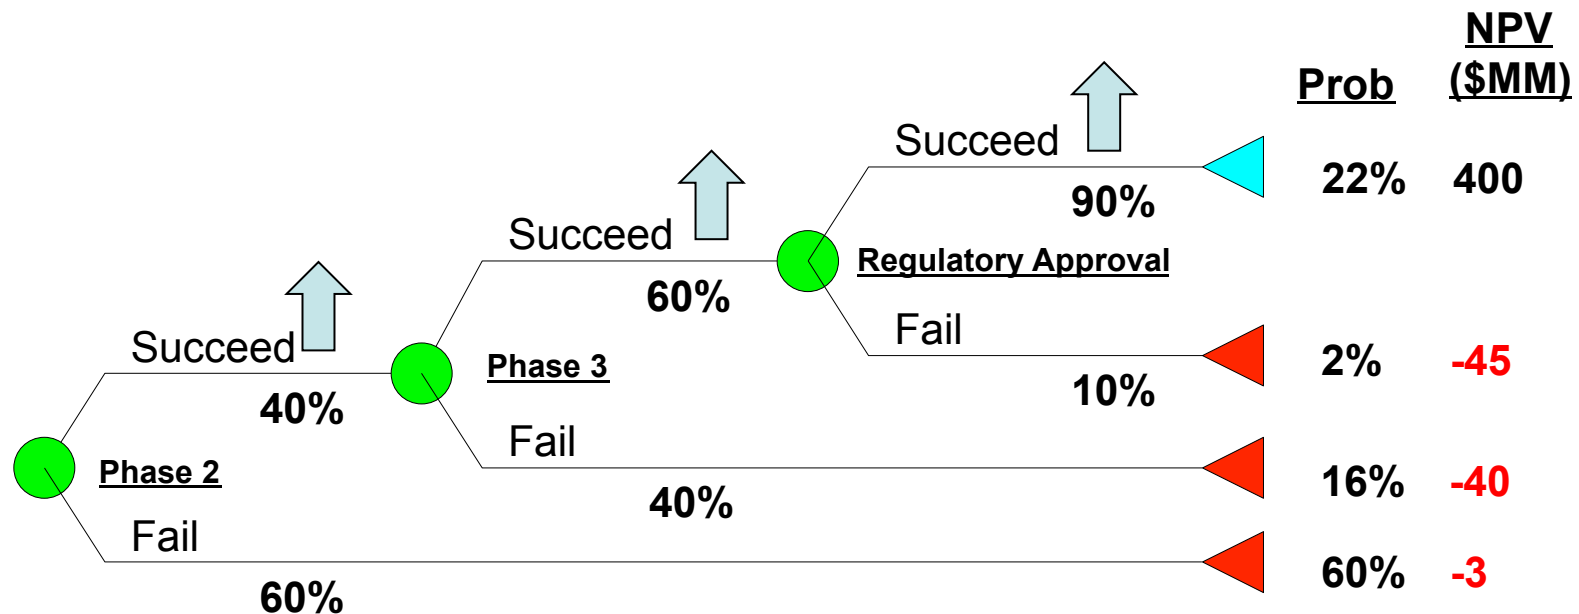 NPV
Prob ($MM)
Succeed
90%
22% 400
Succeed
60%
Regulatory Approval
Fail
10%
2% -45
Succeed
40%
Phase 3
Fail
40%
16% -40
Phase 2
Fail
60%
60% -3